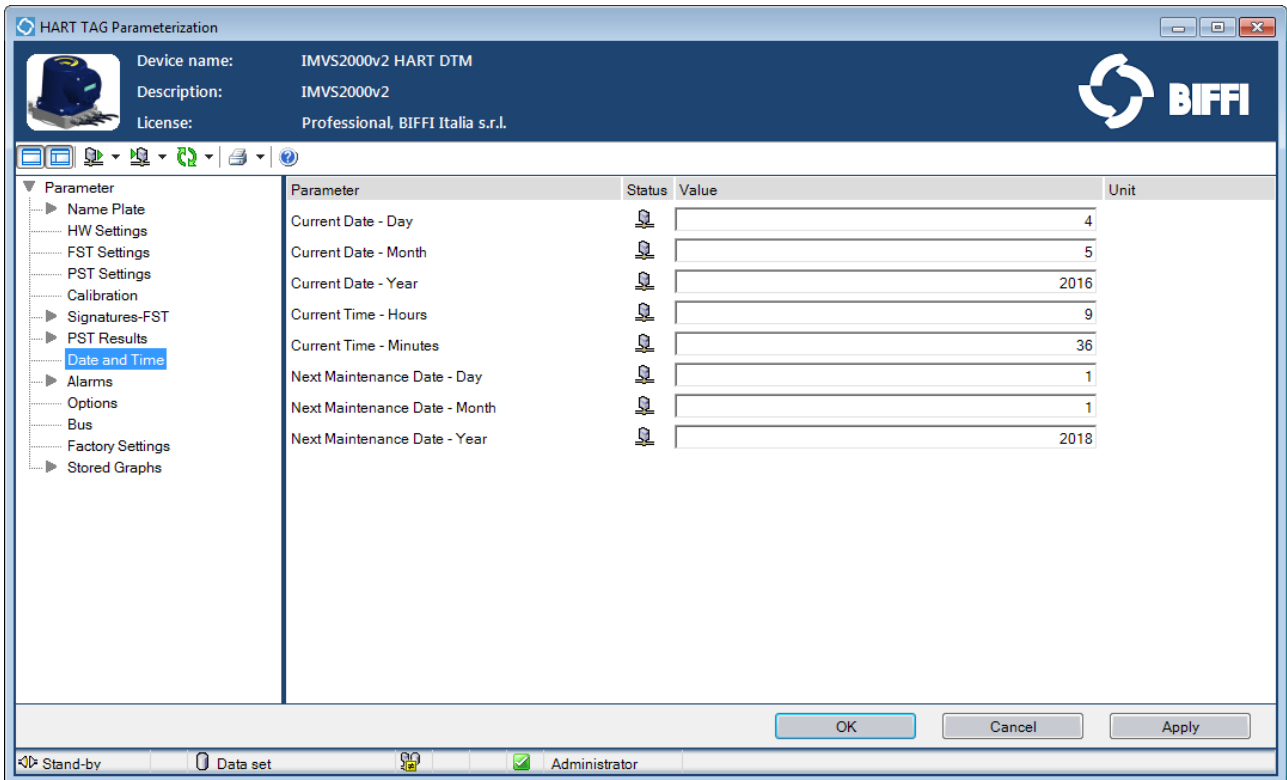 HART TAG Parameterization
Device name: IMVS2000v2 HART DTM
Description: IMVS2000v2
License: Professional, BIFFI Italia s.r.l.
BIFFI
Parameter
Name Plate
HW Settings
FST Settings
PST Settings
Calibration
Signatures-FST
PST Results
Date and Time
Alarms
Options
Bus
Factory Settings
Stored Graphs
Parameter Status Value Unit
Current Date - Day 4
Current Date - Month 5
Current Date - Year 2016
Current Time - Hours 9
Current Time - Minutes 36
Next Maintenance Date - Day 1
Next Maintenance Date - Month 1
Next Maintenance Date - Year 2018
OK Cancel Apply
Stand-by Data set Administrator